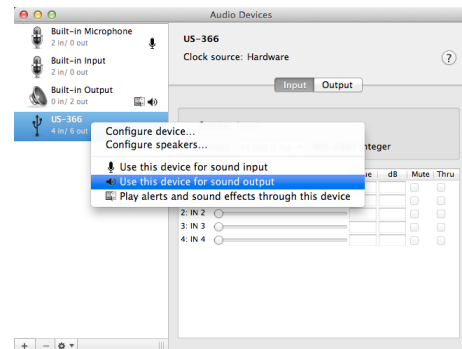 Audio Devices
Built-in Microphone
2 in/ 0 out
Built-in Input
2 in/ 0 out
Built-in Output
0 in/ 2 out
US-366
4 in/ 6 out
US-366
Clock source: Hardware
?
Input Output
Configure device...
Configure speakers...
Use this device for sound input
Use this device for sound output
Play alerts and sound effects through this device
integer
dB Mute Thru
2: IN 2
3: IN 3
4: IN 4
+ −